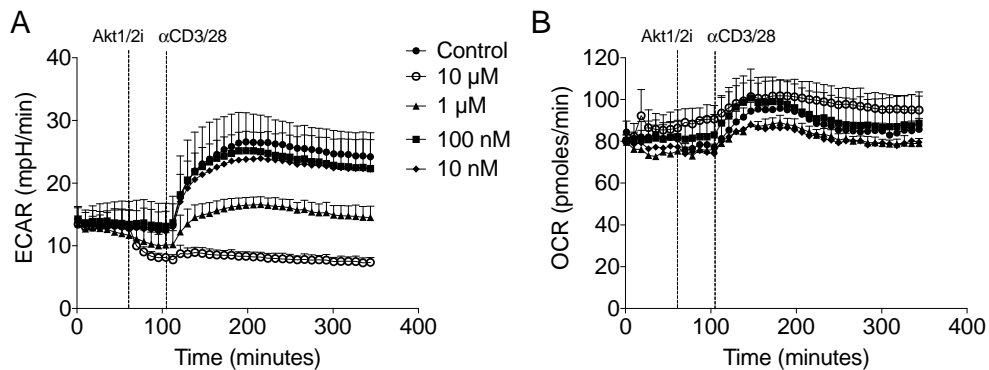 A
Akt1/2i αCD3/28
40
30
20
10
0
ECAR (mpH/min)
0 100 200 300 400
Time (minutes)
Control
10 µM
1 µM
100 nM
10 nM
B
Akt1/2i αCD3/28
120
100
80
60
40
20
0
OCR (pmoles/min)
0 100 200 300 400
Time (minutes)